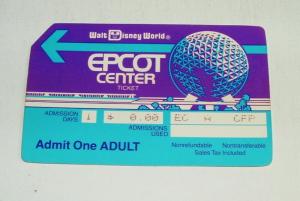 Walt Disney World®
EPCOT
CENTER
TICKET
ADMISSION
DAYS
1 $ 0.00 EC H CFP
ADMISSIONS
USED
Admit One ADULT
Nonrefundable Nontransferable
Sales Tax Included